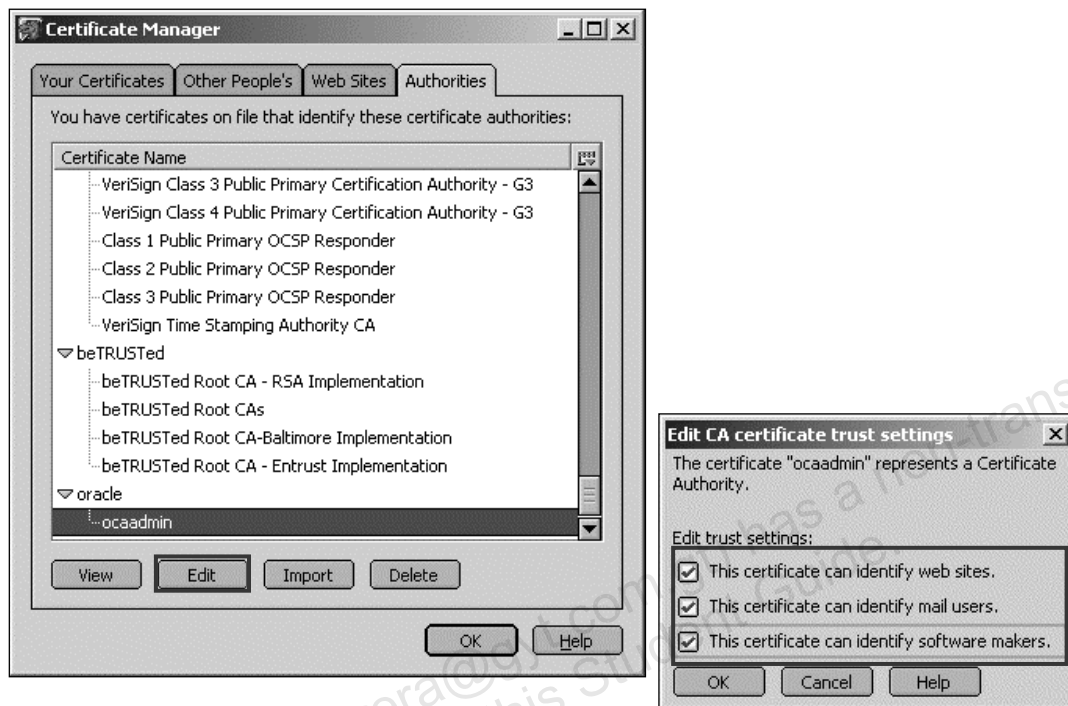 Certificate Manager
Your Certificates
Other People's
Web Sites
Authorities
You have certificates on file that identify these certificate authorities:
Certificate Name
VeriSign Class 3 Public Primary Certification Authority - G3
VeriSign Class 4 Public Primary Certification Authority - G3
Class 1 Public Primary OCSP Responder
Class 2 Public Primary OCSP Responder
Class 3 Public Primary OCSP Responder
VeriSign Time Stamping Authority CA
beTRUSTed
beTRUSTed Root CA - RSA Implementation
beTRUSTed Root CAs
beTRUSTed Root CA-Baltimore Implementation
beTRUSTed Root CA - Entrust Implementation
oracle
ocaadmin
View
Edit
Import
Delete
OK
Help
Edit CA certificate trust settings
The certificate "ocaadmin" represents a Certificate
Authority.
Edit trust settings:
This certificate can identify web sites.
This certificate can identify mail users.
This certificate can identify software makers.
OK
Cancel
Help
has a non-trans
Guide.